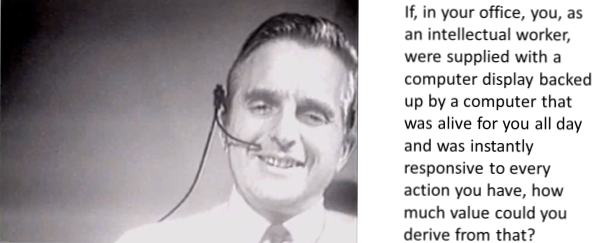 If, in your office, you, as
an intellectual worker,
were supplied with a
computer display backed
up by a computer that
was alive for you all day
and was instantly
responsive to every
action you have, how
much value could you
derive from that?